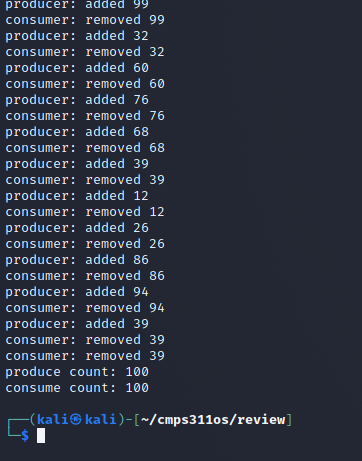 producer: added 99
consumer: removed 99
producer: added 32
consumer: removed 32
producer: added 60
consumer: removed 60
producer: added 76
consumer: removed 76
producer: added 68
consumer: removed 68
producer: added 39
consumer: removed 39
producer: added 12
consumer: removed 12
producer: added 26
consumer: removed 26
producer: added 86
consumer: removed 86
producer: added 94
consumer: removed 94
producer: added 39
consumer: removed 39
consumer: removed 39
produce count: 100
consume count: 100
┌──(kali㉿kali)-[~/cmps311os/review]
└─$